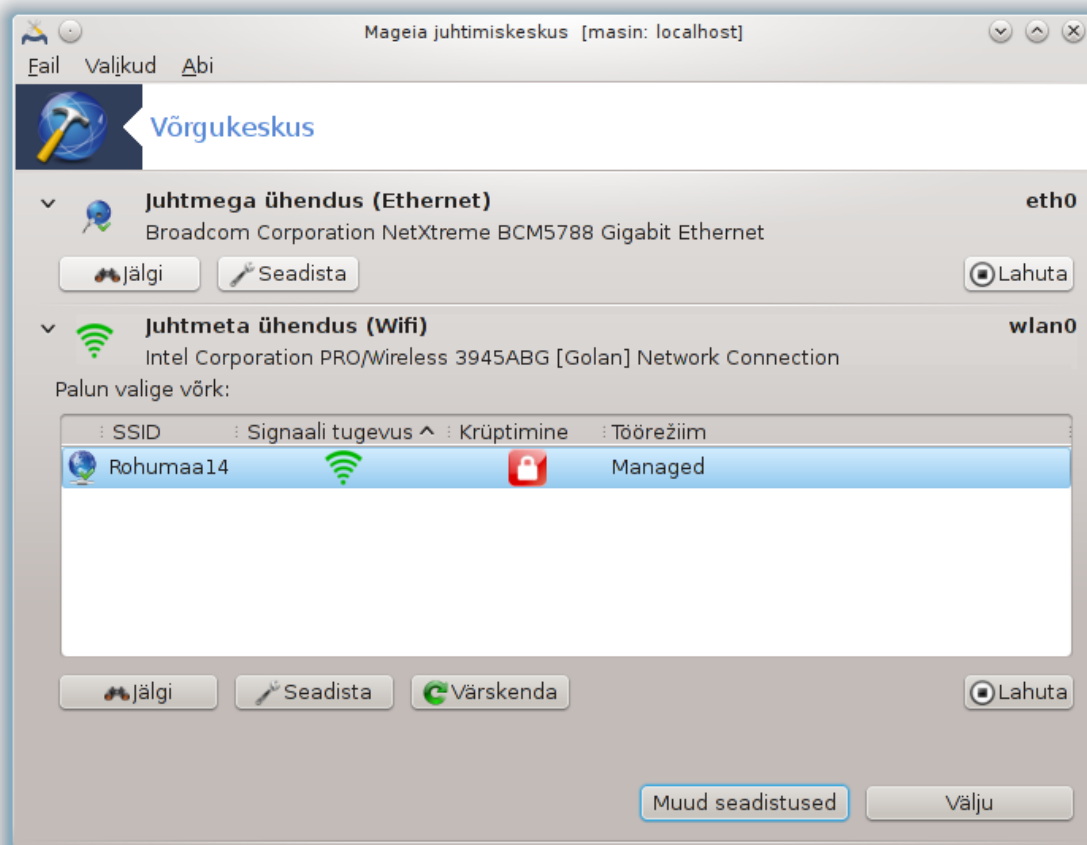 Mageia juhtimiskeskus [masin: localhost]
Fail Valikud Abi
Võrgukeskus
Juhtmega ühendus (Ethernet) eth0
Broadcom Corporation NetXtreme BCM5788 Gigabit Ethernet
Jälgi Seadista Lahuta
Juhtmeta ühendus (Wifi) wlan0
Intel Corporation PRO/Wireless 3945ABG [Golan] Network Connection
Palun valige võrk:
SSID Signaali tugevus Krüptimine Töörežiim
Rohumaa14 Managed
Jälgi Seadista Värskenda Lahuta
Muud seadistused Välju